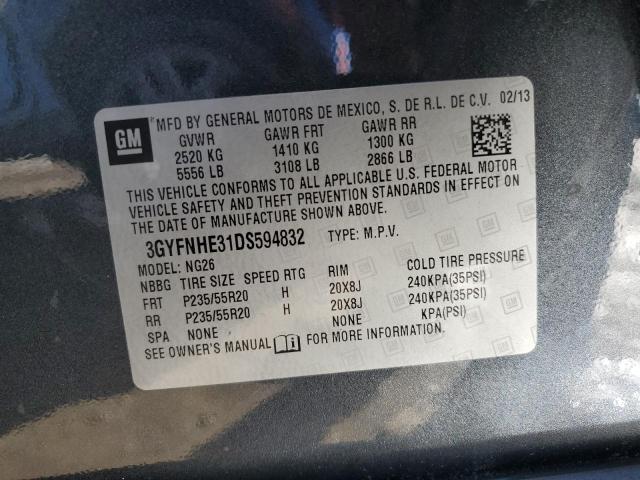 GM
MFD BY GENERAL MOTORS DE MEXICO, S. DE R.L. DE C.V. 02/13
GVWR GAWR FRT GAWR RR
2520 KG 1410 KG 1300 KG
5556 LB 3108 LB 2866 LB
THIS VEHICLE CONFORMS TO ALL APPLICABLE U.S. FEDERAL MOTOR
VEHICLE SAFETY AND THEFT PREVENTION STANDARDS IN EFFECT ON
THE DATE OF MANUFACTURE SHOWN ABOVE.
3GYFNHE31DS594832 TYPE: M.P.V.
MODEL: NG26
NBBG TIRE SIZE SPEED RTG RIM COLD TIRE PRESSURE
FRT P235/55R20 H 20X8J 240KPA(35PSI)
RR P235/55R20 H 20X8J 240KPA(35PSI)
SPA NONE NONE KPA(PSI)
SEE OWNER'S MANUAL FOR MORE INFORMATION.